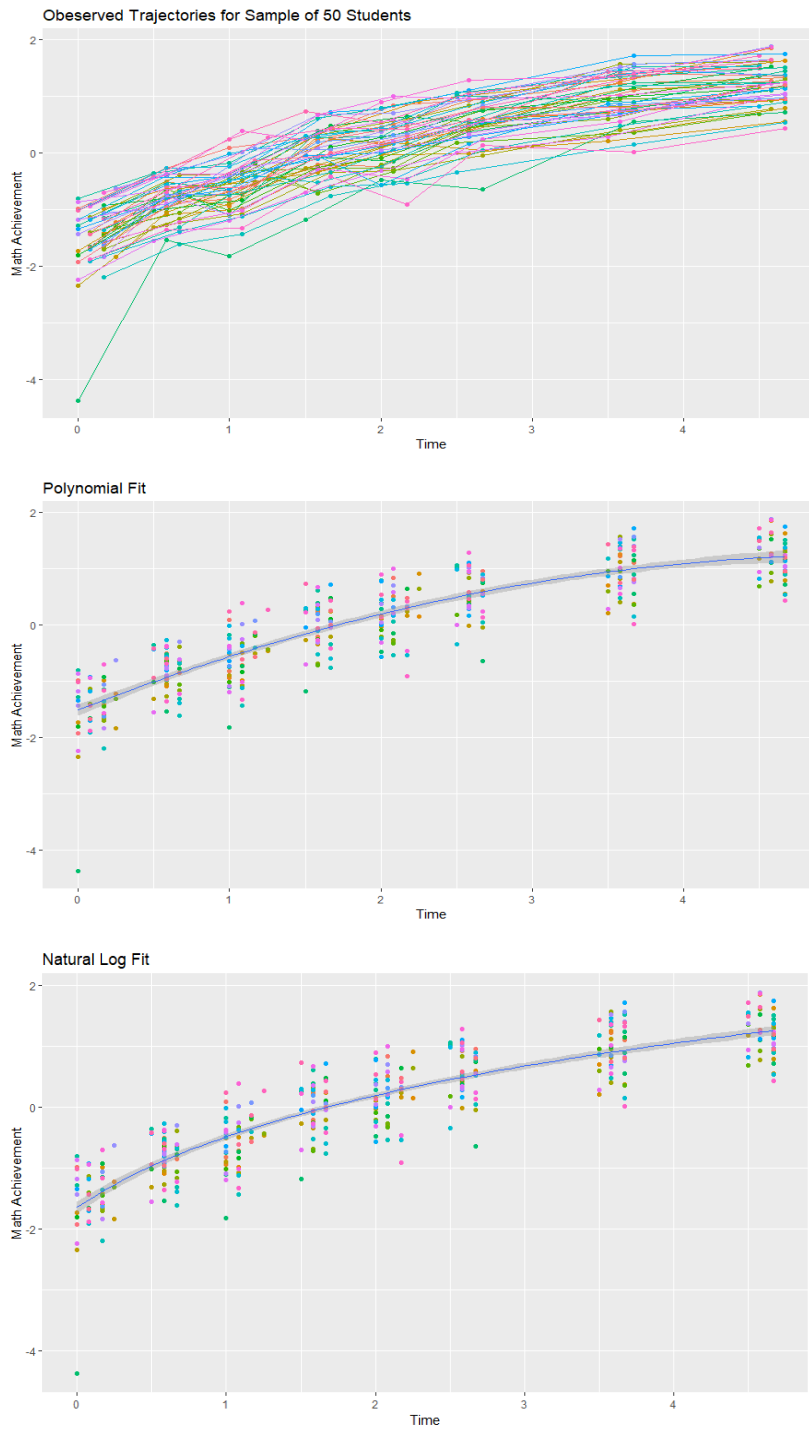 Obeserved Trajectories for Sample of 50 Students
2
0
-2
-4
Math Achievement
0 1 2 3 4
Time
Polynomial Fit
2
0
-2
-4
Math Achievement
0 1 2 3 4
Time
Natural Log Fit
2
0
-2
-4
Math Achievement
0 1 2 3 4
Time